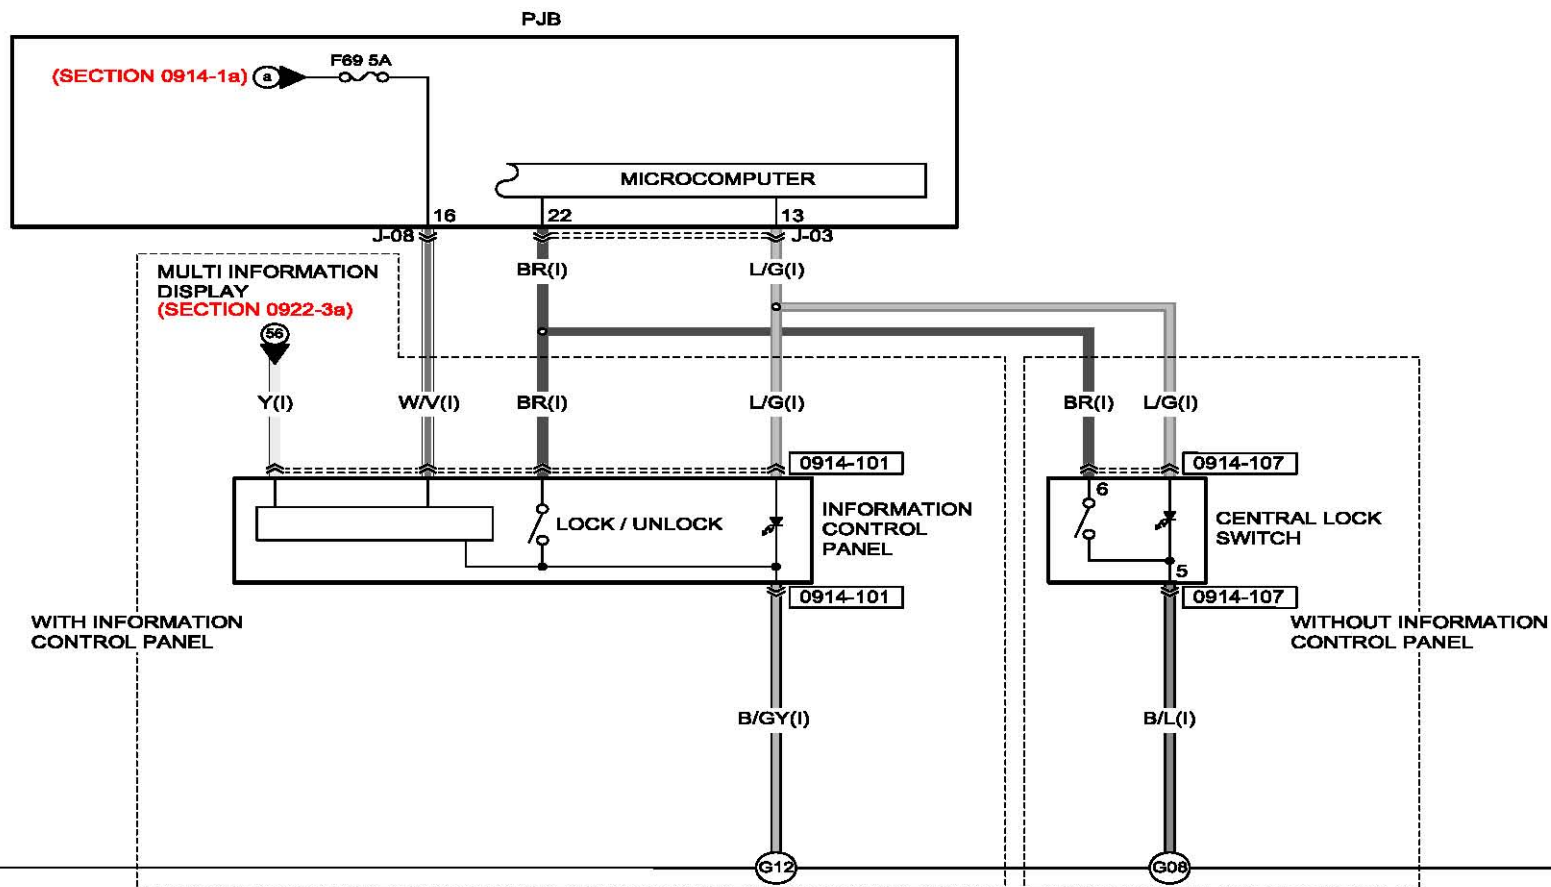 PJB
(SECTION 0914-1a) a
F69 5A
MICROCOMPUTER
16
22
13
J-08
J-03
MULTI INFORMATION
DISPLAY
(SECTION 0922-3a)
56
BR(I)
L/G(I)
Y(I)
W/V(I)
BR(I)
L/G(I)
BR(I)
L/G(I)
0914-101
0914-107
LOCK / UNLOCK
INFORMATION
CONTROL
PANEL
6
5
CENTRAL LOCK
SWITCH
0914-101
0914-107
WITH INFORMATION
CONTROL PANEL
WITHOUT INFORMATION
CONTROL PANEL
B/GY(I)
B/L(I)
G12
G08